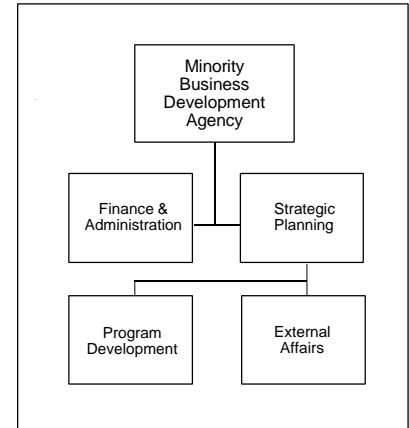 Minority
Business
Development
Agency
Finance &
Administration
Strategic
Planning
Program
Development
External
Affairs